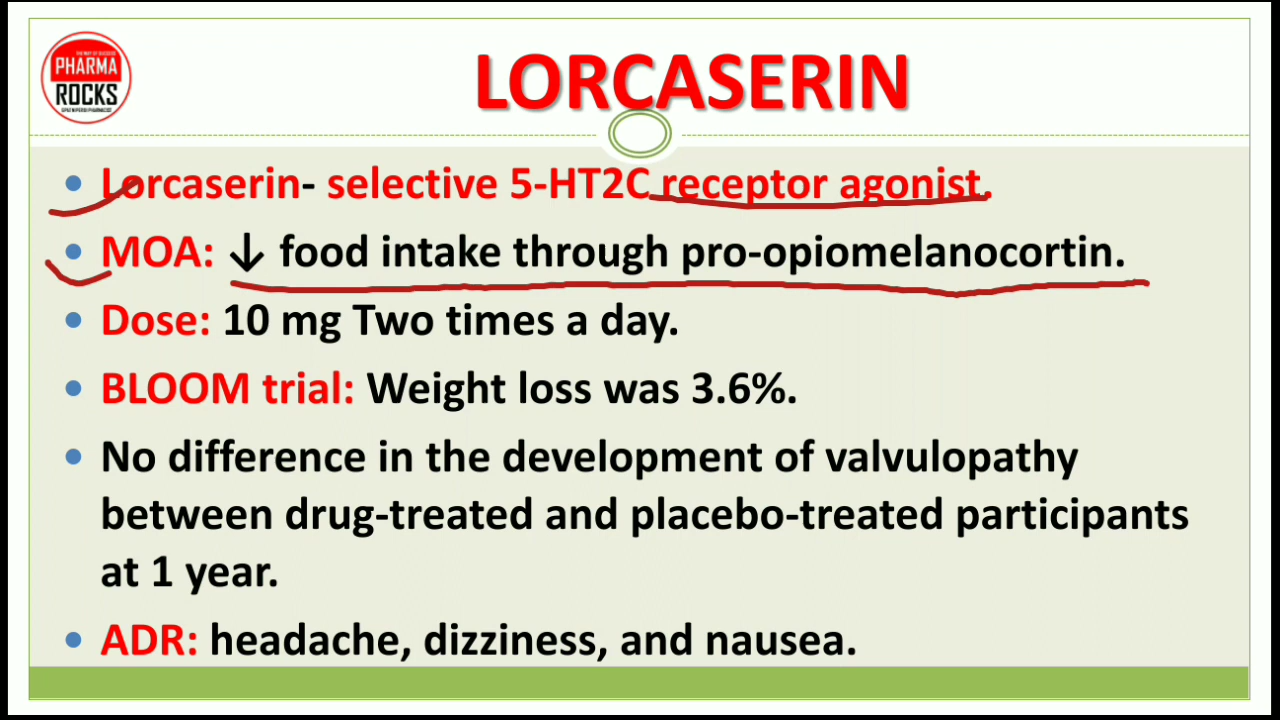 PHARMA
ROCKS
LORCASERIN
Lorcaserin- selective 5-HT2C receptor agonist.
MOA: ↓ food intake through pro-opiomelanocortin.
Dose: 10 mg Two times a day.
BLOOM trial: Weight loss was 3.6%.
No difference in the development of valvulopathy
between drug-treated and placebo-treated participants
at 1 year.
ADR: headache, dizziness, and nausea.